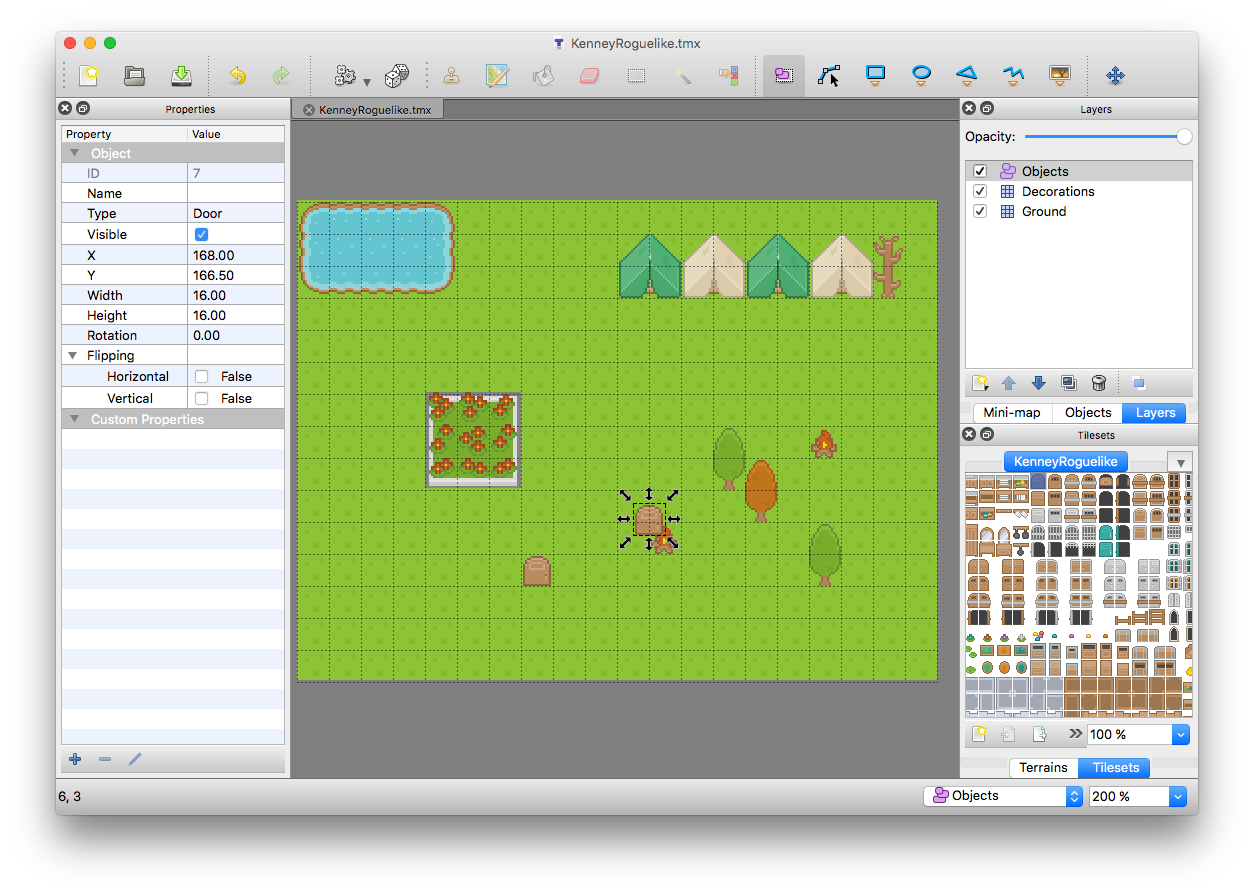 KenneyRoguelike.tmx
Properties
KenneyRoguelike.tmx
Layers
Property Value
Object
ID 7
Name
Type Door
Visible
X 168.00
Y 166.50
Width 16.00
Height 16.00
Rotation 0.00
Flipping
Horizontal False
Vertical False
Custom Properties
Opacity:
Objects
Decorations
Ground
Mini-map Objects Layers
Tilesets
KenneyRoguelike
100 %
Terrains Tilesets
6, 3
Objects 200 %